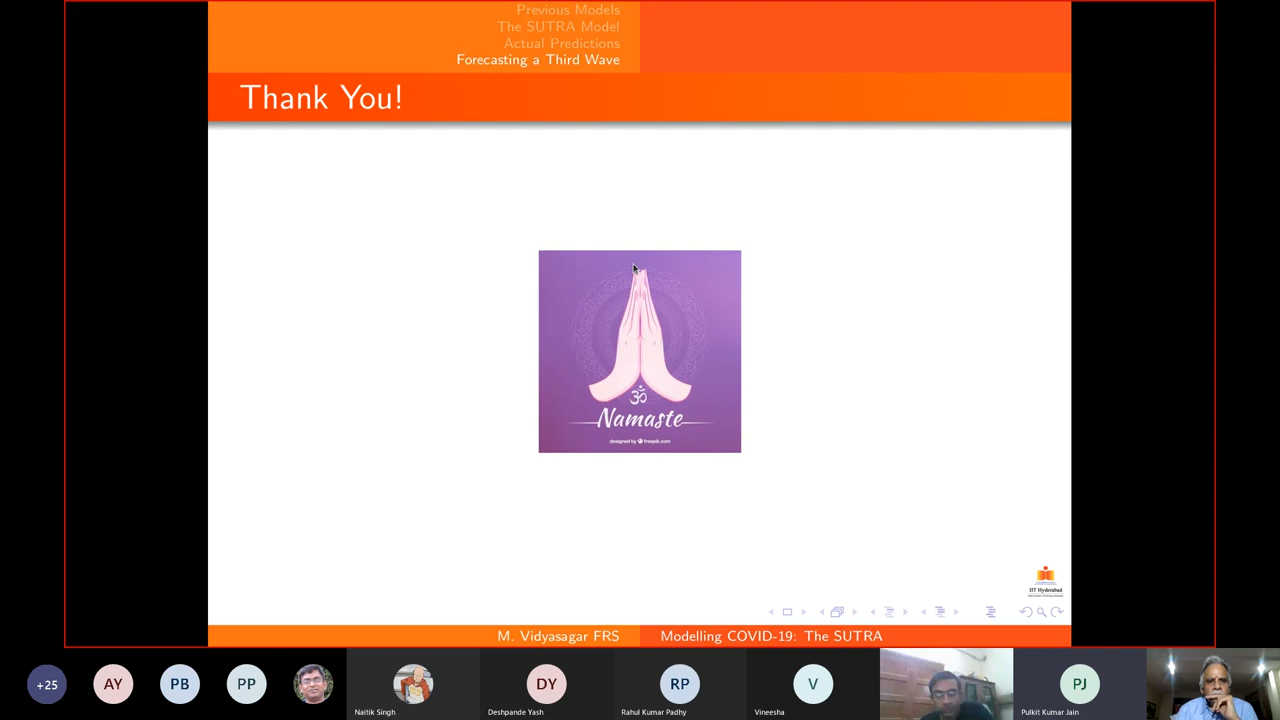 Previous Models
The SUTRA Model
Actual Predictions
Forecasting a Third Wave
Thank You!
ॐ
Namaste
designed by freepik.com
IIT Hyderabad
M. Vidyasagar FRS
Modelling COVID-19: The SUTRA
+25
AY
PB
PP
Naitik Singh
DY
Deshpande Yash
RP
Rahul Kumar Padhy
V
Vineesha
PJ
Pulkit Kumar Jain